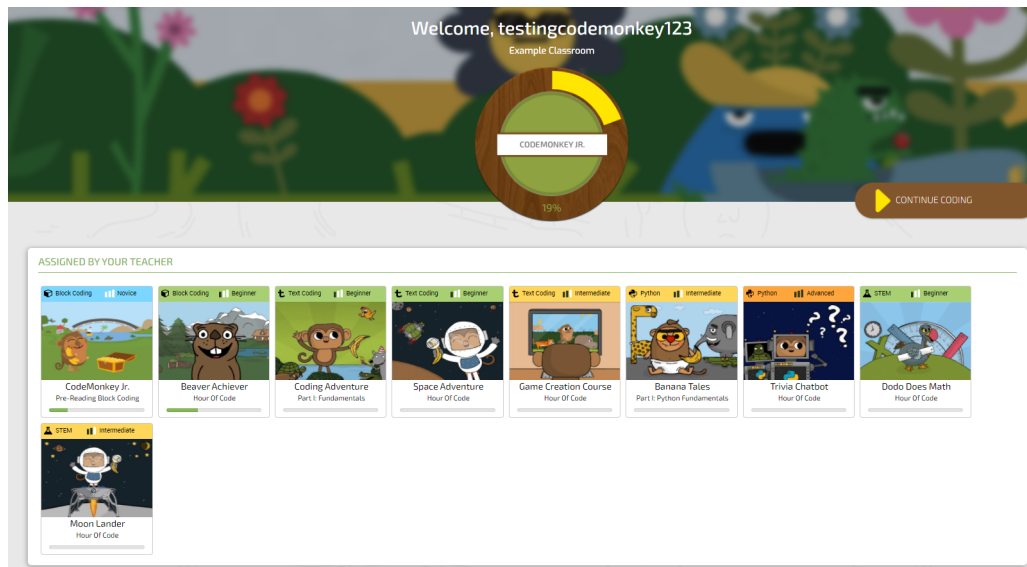 Welcome, testingcodemonkey123
Example Classroom
CODEMONKEY JR.
19%
CONTINUE CODING
ASSIGNED BY YOUR TEACHER
Block Coding Novice
CodeMonkey Jr.
Pre-Reading Block Coding
Block Coding Beginner
Beaver Achiever
Hour Of Code
Text Coding Beginner
Coding Adventure
Part I: Fundamentals
Text Coding Beginner
Space Adventure
Hour Of Code
Text Coding Intermediate
Game Creation Course
Hour Of Code
Python Intermediate
Banana Tales
Part I: Python Fundamentals
Python Advanced
? ? ?
Trivia Chatbot
Hour Of Code
STEM Beginner
Dodo Does Math
Hour Of Code
STEM Intermediate
Moon Lander
Hour Of Code